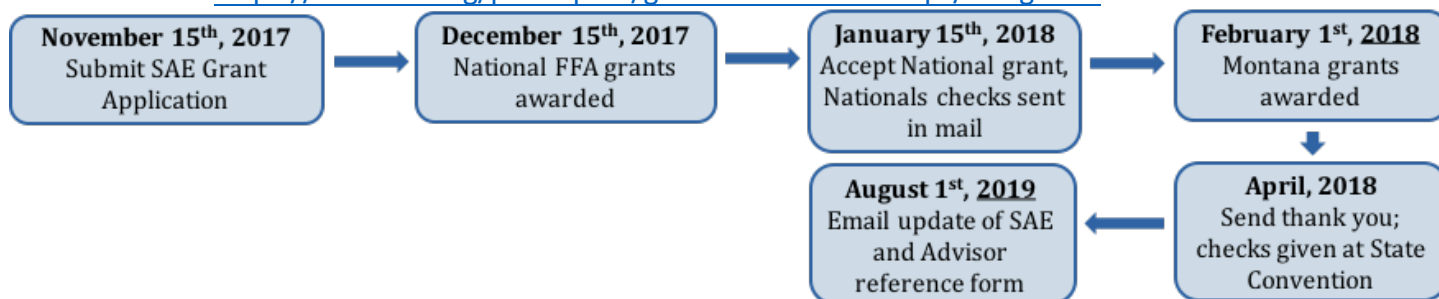 November 15th, 2017
Submit SAE Grant
Application
December 15th, 2017
National FFA grants
awarded
January 15th, 2018
Accept National grant,
Nationals checks sent
in mail
February 1st, 2018
Montana grants
awarded
April, 2018
Send thank you;
checks given at State
Convention
August 1st, 2019
Email update of SAE
and Advisor
reference form